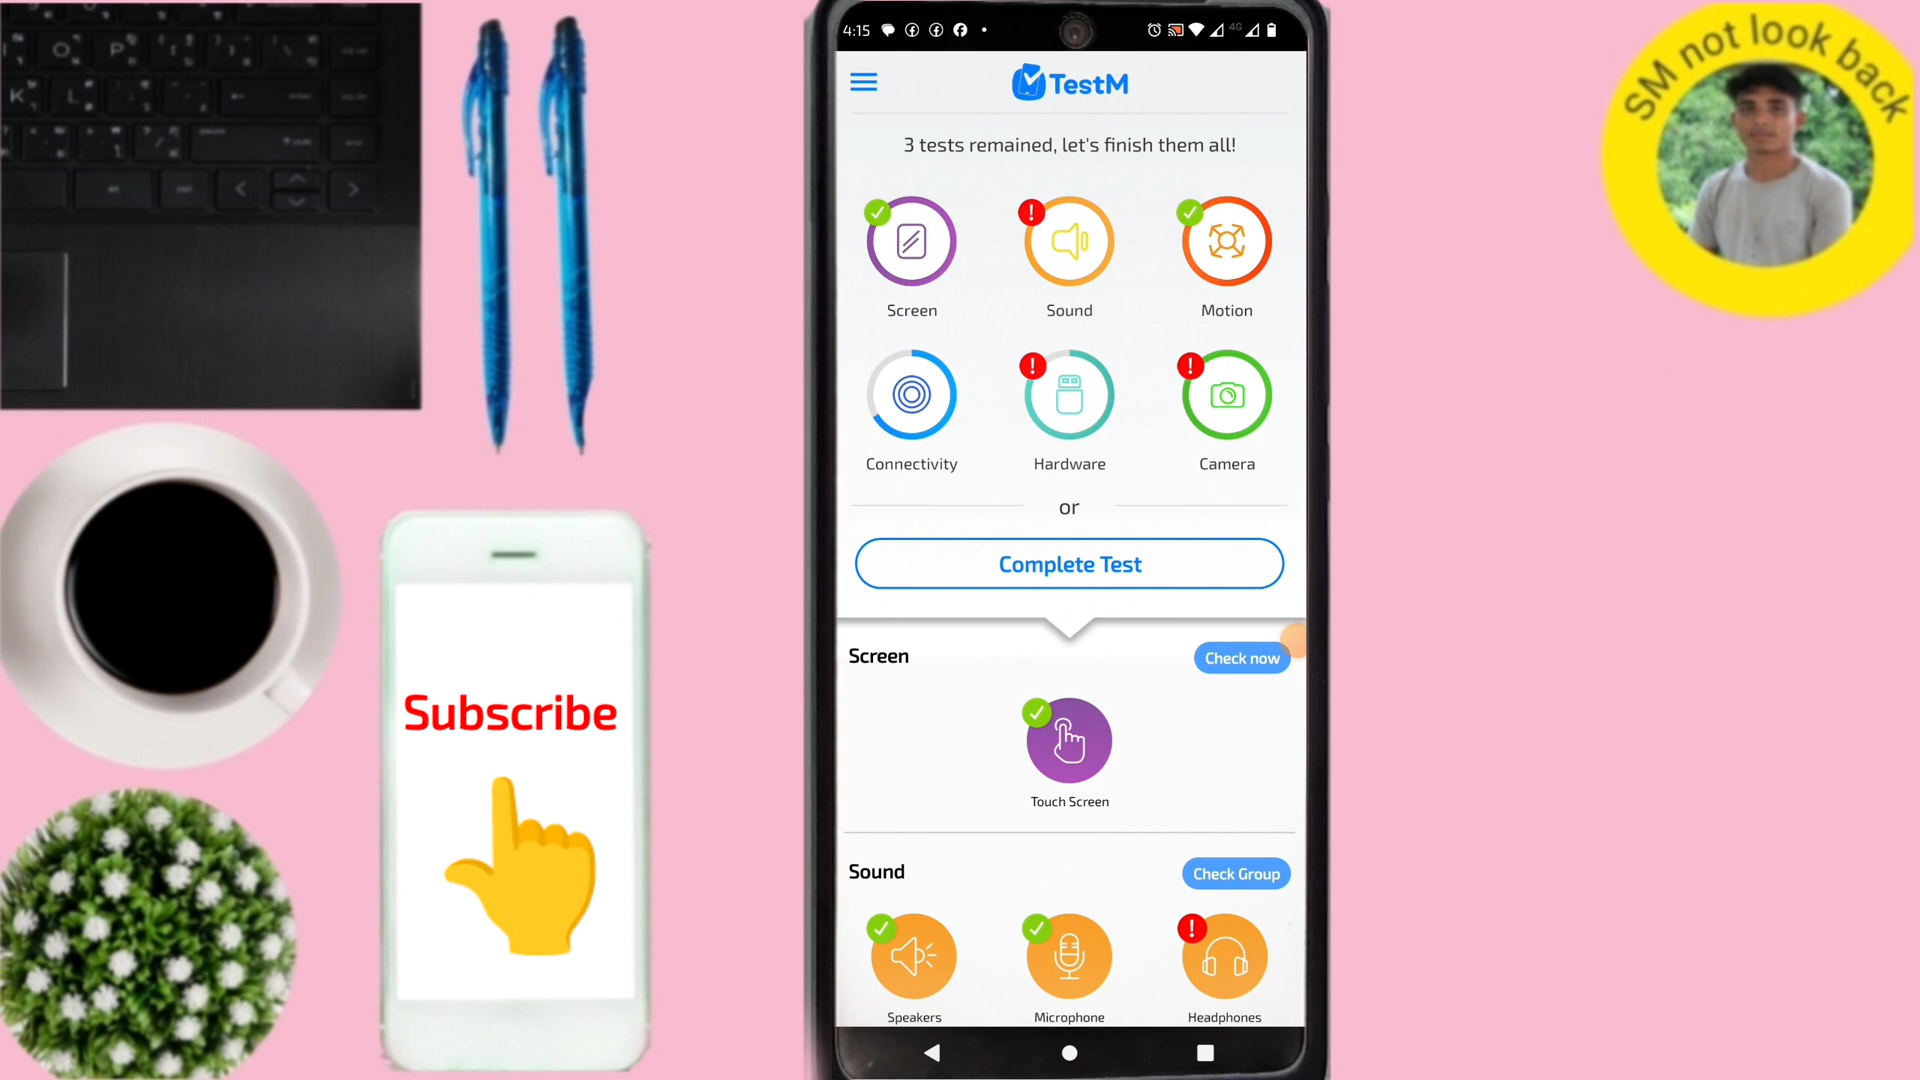 SM not look back
4:15
4G
TestM
3 tests remained, let's finish them all!
Screen
Sound
Motion
Connectivity
Hardware
Camera
or
Complete Test
Screen
Check now
Touch Screen
Sound
Check Group
Speakers
Microphone
Headphones
Subscribe
O
P
K
L